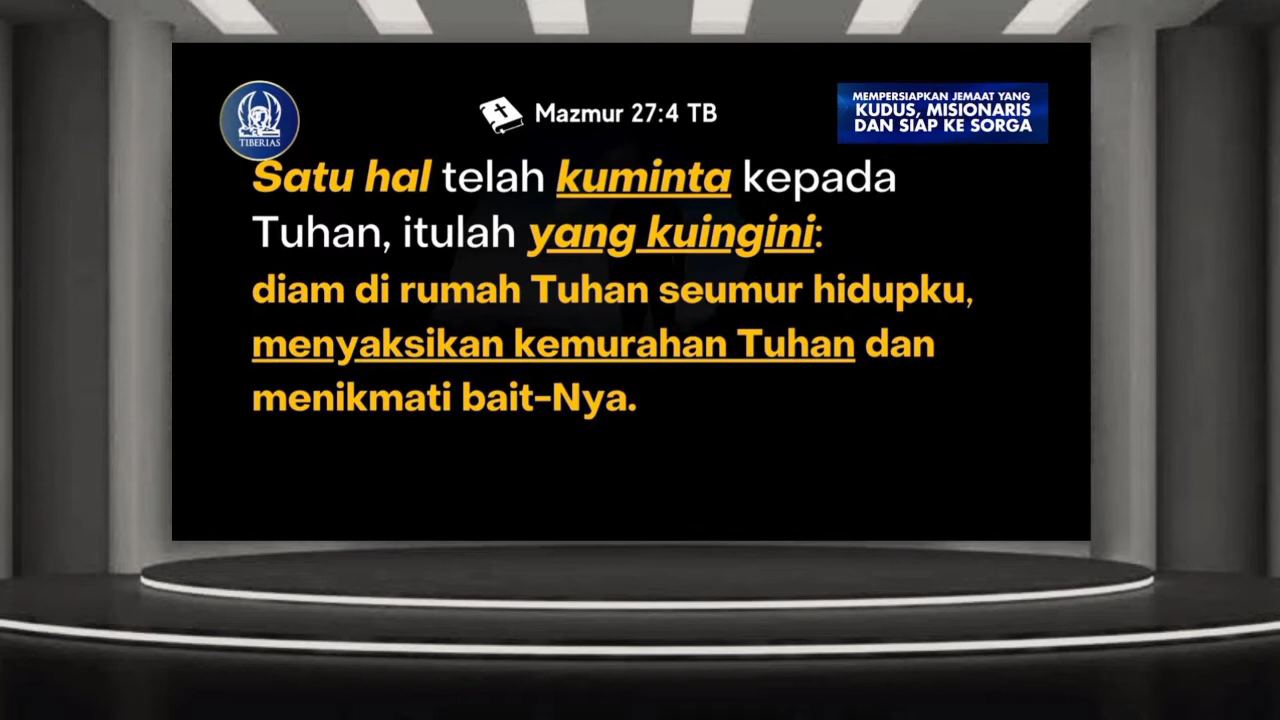 TIBERIAS
Mazmur 27:4 TB
MEMPERSIAPKAN JEMAAT YANG
KUDUS, MISIONARIS
DAN SIAP KE SORGA
Satu hal telah kuminta kepada
Tuhan, itulah yang kuingini:
diam di rumah Tuhan seumur hidupku,
menyaksikan kemurahan Tuhan dan
menikmati bait-Nya.